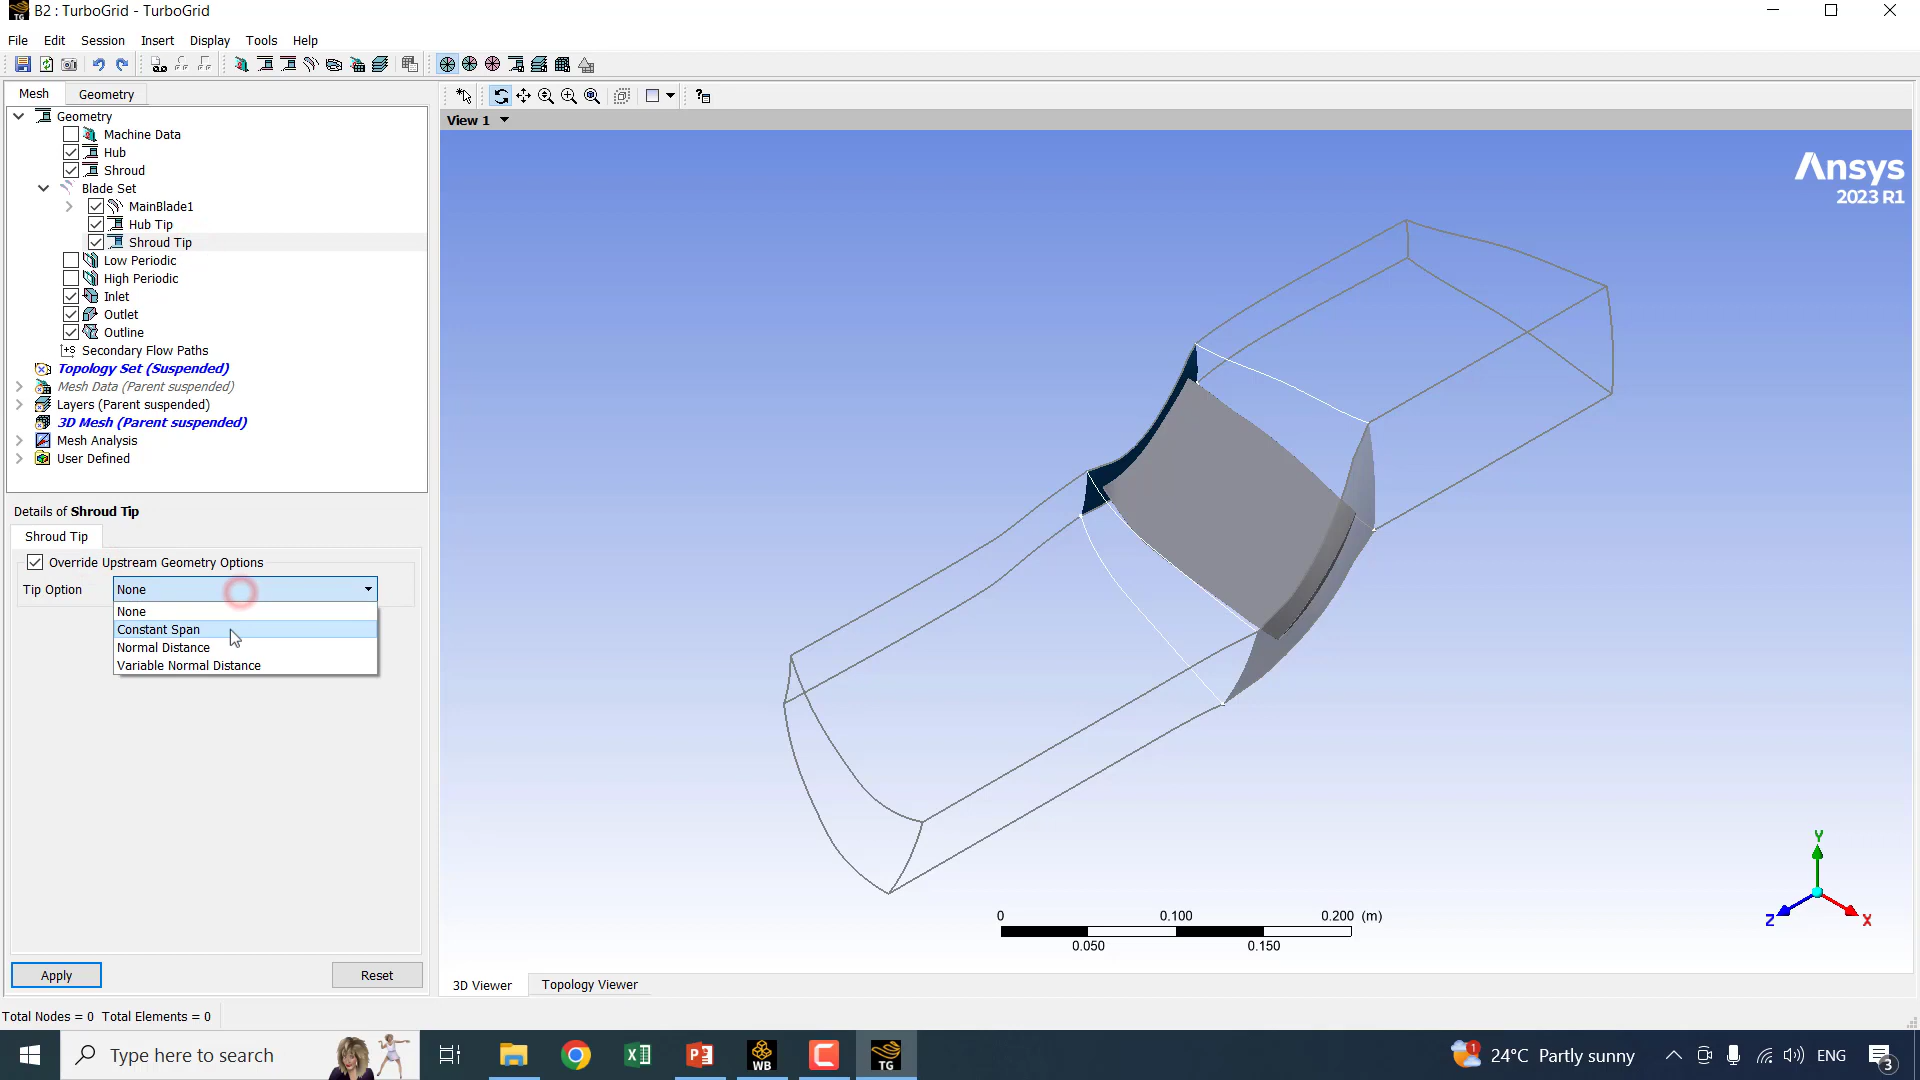 B2 : TurboGrid - TurboGrid
File Edit Session Insert Display Tools Help
Mesh Geometry
View 1
Geometry
Machine Data
Hub
Shroud
Blade Set
MainBlade1
Hub Tip
Shroud Tip
Low Periodic
High Periodic
Inlet
Outlet
Outline
Secondary Flow Paths
Topology Set (Suspended)
Mesh Data (Parent suspended)
Layers (Parent suspended)
3D Mesh (Parent suspended)
Mesh Analysis
User Defined
Details of Shroud Tip
Shroud Tip
Override Upstream Geometry Options
Tip Option None
None
Constant Span
Normal Distance
Variable Normal Distance
Apply Reset
Ansys
2023 R1
0 0.100 0.200 (m)
0.050 0.150
Y
Z X
3D Viewer Topology Viewer
Total Nodes = 0 Total Elements = 0
Type here to search
WB
TG
1
24°C Partly sunny
ENG
3